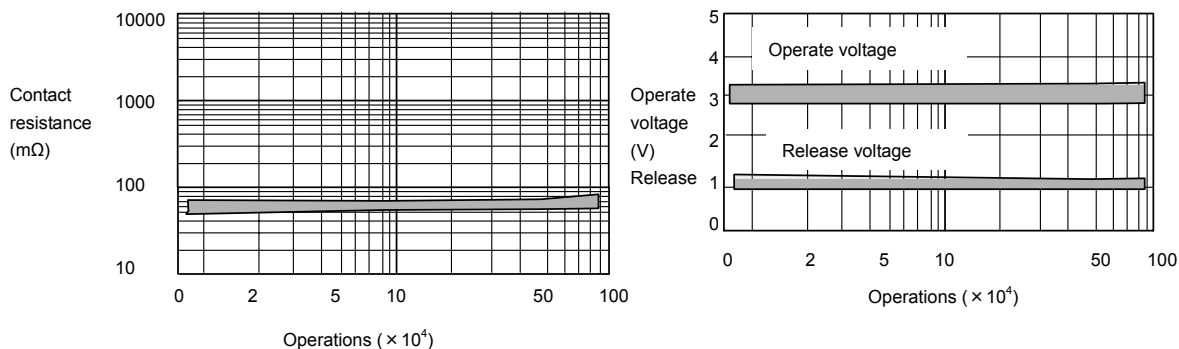 10000
1000
100
10
Contact
resistance
(mΩ)
0 2 5 10 50 100
Operations ( × 10⁴)
5
4
3
2
1
0
Operate
voltage
(V)
Release
Operate voltage
Release voltage
0 2 5 10 50 100
Operations ( × 10⁴)